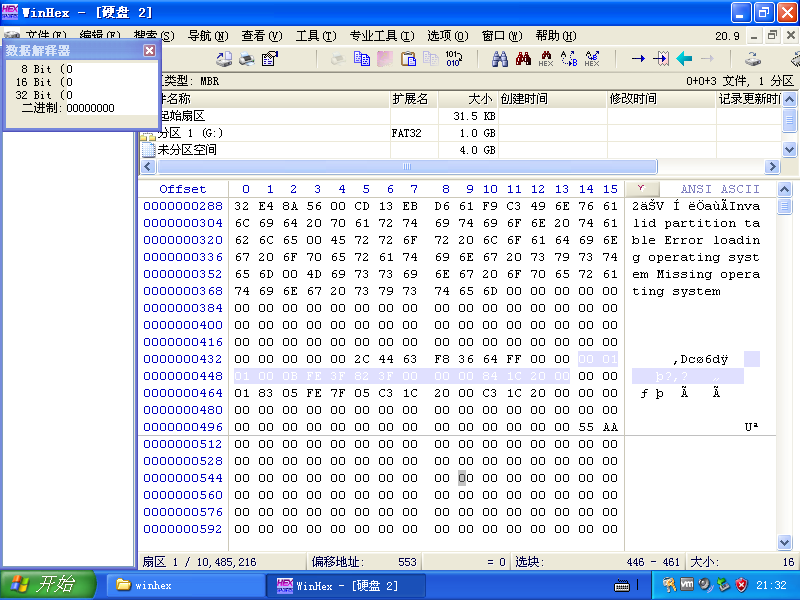 WinHex - [硬盘 2]
文件(F) 编辑(E) 搜索(S) 导航(N) 查看(V) 工具(T) 专业工具(I) 选项(O) 窗口(W) 帮助(H) 20.9
数据解释器
8 Bit (0
16 Bit (0
32 Bit (0
二进制: 00000000
区类型: MBR 0+0+3 文件, 1 分区
件名称 扩展名 大小 创建时间 修改时间 记录更新时
起始扇区 31.5 KB
分区 1 (G:) FAT32 1.0 GB
未分区空间 4.0 GB
Offset 0 1 2 3 4 5 6 7 8 9 10 11 12 13 14 15 ANSI ASCII
0000000288 32 E4 8A 56 00 CD 13 EB D6 61 F9 C3 49 6E 76 61 2äŠV Í ëÖaùÃInva
0000000304 6C 69 64 20 70 61 72 74 69 74 69 6F 6E 20 74 61 lid partition ta
0000000320 62 6C 65 00 45 72 72 6F 72 20 6C 6F 61 64 69 6E ble Error loadin
0000000336 67 20 6F 70 65 72 61 74 69 6E 67 20 73 79 73 74 g operating syst
0000000352 65 6D 00 4D 69 73 73 69 6E 67 20 6F 70 65 72 61 em Missing opera
0000000368 74 69 6E 67 20 73 79 73 74 65 6D 00 00 00 00 00 ting system
0000000384 00 00 00 00 00 00 00 00 00 00 00 00 00 00 00 00
0000000400 00 00 00 00 00 00 00 00 00 00 00 00 00 00 00 00
0000000416 00 00 00 00 00 00 00 00 00 00 00 00 00 00 00 00
0000000432 00 00 00 00 00 2C 44 63 F8 36 64 FF 00 00 00 01 ,Dcø6dÿ
0000000448 01 00 0B FE 3F 82 3F 00 00 00 84 1C 20 00 00 00 þ?‚?
0000000464 01 83 05 FE 7F 05 C3 1C 20 00 C3 1C 20 00 00 00 ƒ þ Ã Ã
0000000480 00 00 00 00 00 00 00 00 00 00 00 00 00 00 00 00
0000000496 00 00 00 00 00 00 00 00 00 00 00 00 00 00 55 AA Uª
0000000512 00 00 00 00 00 00 00 00 00 00 00 00 00 00 00 00
0000000528 00 00 00 00 00 00 00 00 00 00 00 00 00 00 00 00
0000000544 00 00 00 00 00 00 00 00 00 00 00 00 00 00 00 00
0000000560 00 00 00 00 00 00 00 00 00 00 00 00 00 00 00 00
0000000576 00 00 00 00 00 00 00 00 00 00 00 00 00 00 00 00
0000000592 00 00 00 00 00 00 00 00 00 00 00 00 00 00 00 00
扇区 1 / 10,485,216 偏移地址: 553 = 0 选块: 446 - 461 大小: 16
开始 winhex WinHex - [硬盘 2] 21:32